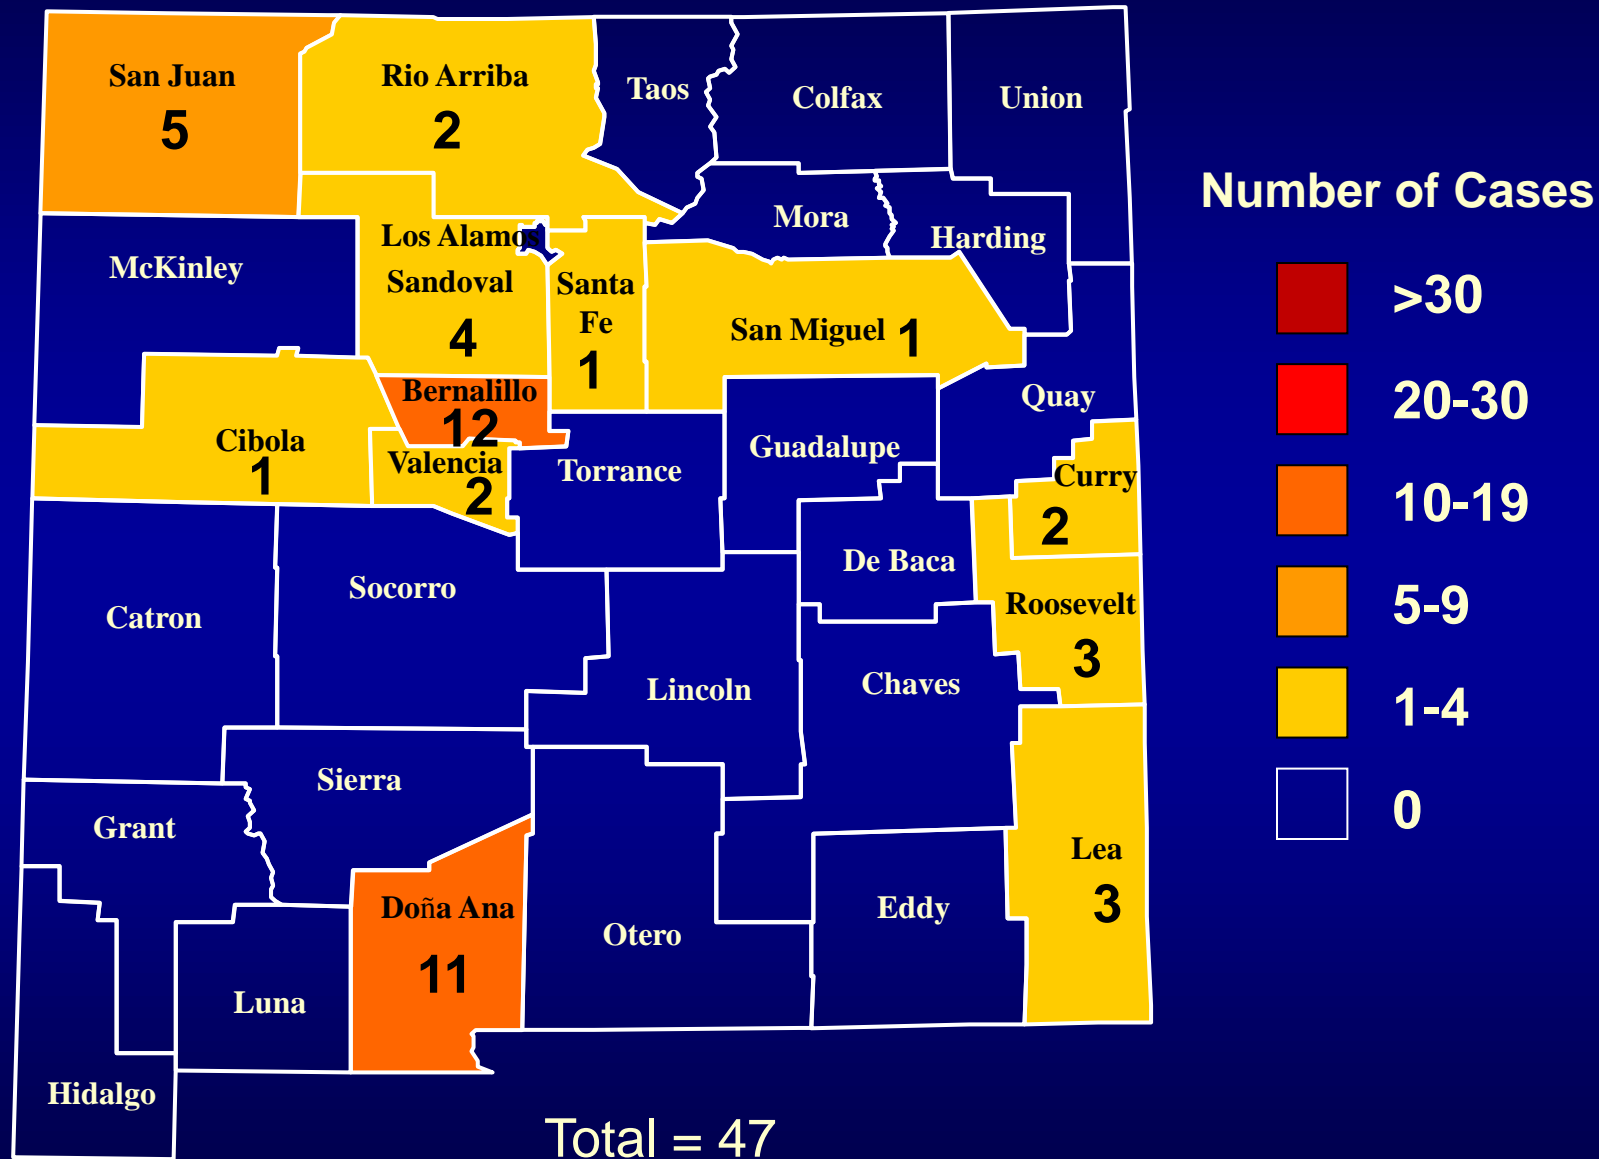 San Juan
5
Rio Arriba
2
Taos
Colfax
Union
Number of Cases
Mora
Harding
Los Alamos
McKinley
Sandoval
4
Santa
Fe
1
San Miguel 1
>30
20-30
10-19
5-9
1-4
0
Bernalillo
12
Quay
Cibola
1
Valencia
2
Torrance
Guadalupe
Curry
2
De Baca
Roosevelt
3
Catron
Socorro
Lincoln
Chaves
Sierra
Grant
Lea
3
Doña Ana
11
Otero
Eddy
Luna
Hidalgo
Total = 47